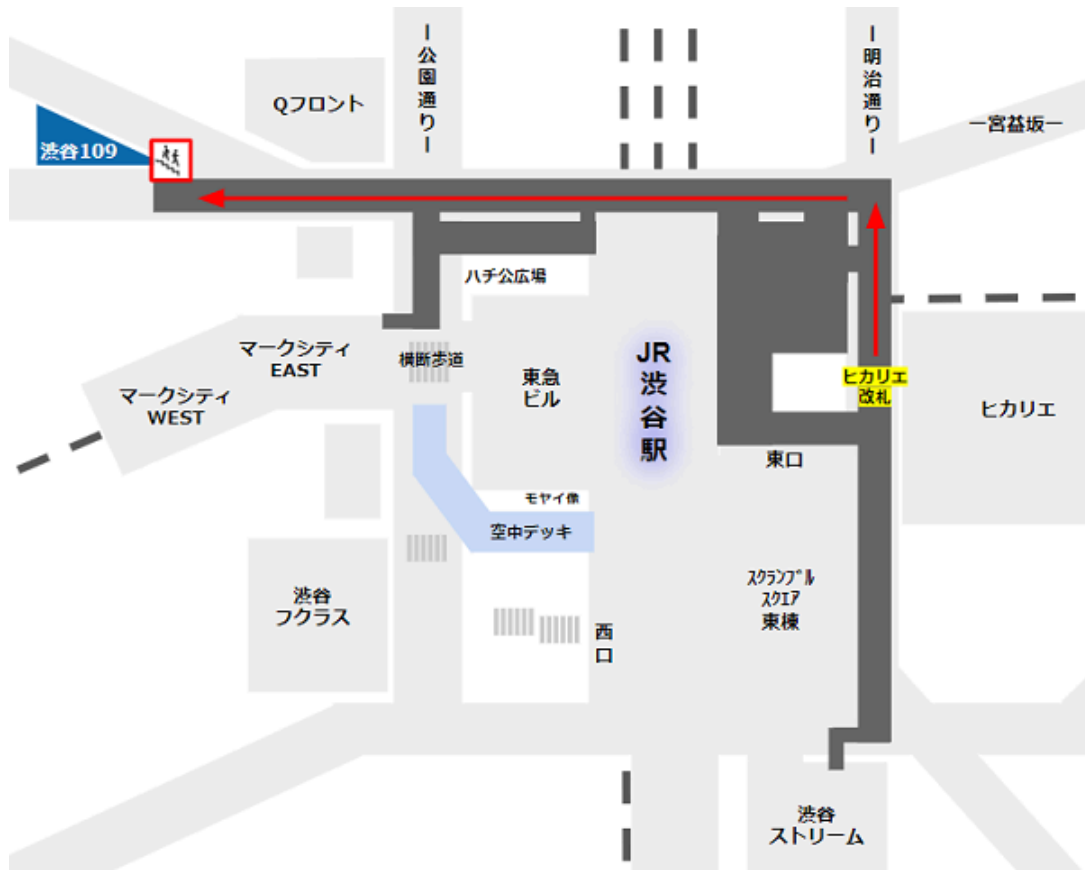 ー公園通りー
ー明治通りー
Qフロント
ー宮益坂ー
渋谷109
ハチ公広場
マークシティ
EAST
横断歩道
東急
ビル
JR
渋谷駅
ヒカリエ
改札
マークシティ
WEST
ヒカリエ
東口
モヤイ像
空中デッキ
スクランブル
スクエア
東棟
渋谷
フクラス
西口
渋谷
ストリーム